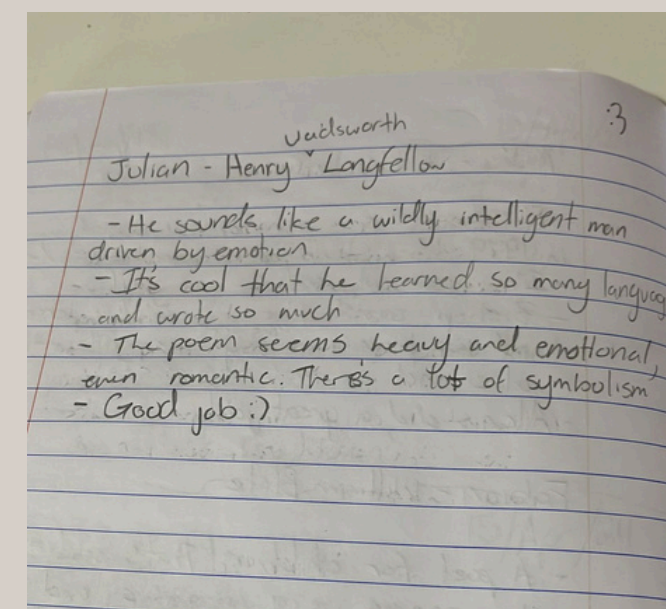 :3
Vadsworth
Julian - Henry ˇ Longfellow
- He sounds like a wildly intelligent man
driven by emotion
- It's cool that he learned so many languag
and wrote so much
- The poem seems heavy and emotional,
even romantic. There's a lot of symbolism
- Good job :)